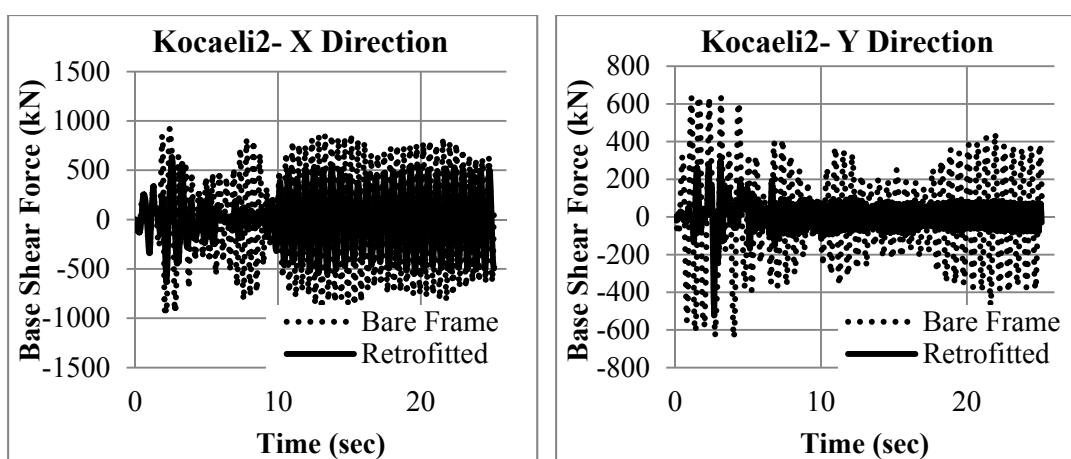 Kocaeli2- X Direction
Base Shear Force (kN)
1500
1000
500
0
-500
-1000
-1500
0
10
20
Time (sec)
Bare Frame
Retrofitted
Kocaeli2- Y Direction
Base Shear Force (kN)
800
600
400
200
0
-200
-400
-600
-800
0
10
20
Time (sec)
Bare Frame
Retrofitted